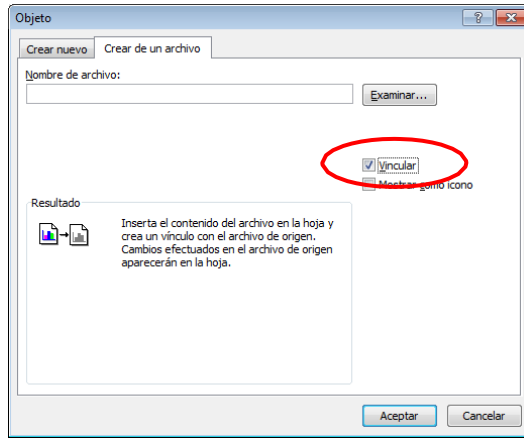 Objeto
Crear nuevo
Crear de un archivo
Nombre de archivo:
Examinar...
Vincular
Mostrar como icono
Resultado
Inserta el contenido del archivo en la hoja y
crea un vínculo con el archivo de origen.
Cambios efectuados en el archivo de origen
aparecerán en la hoja.
Aceptar
Cancelar